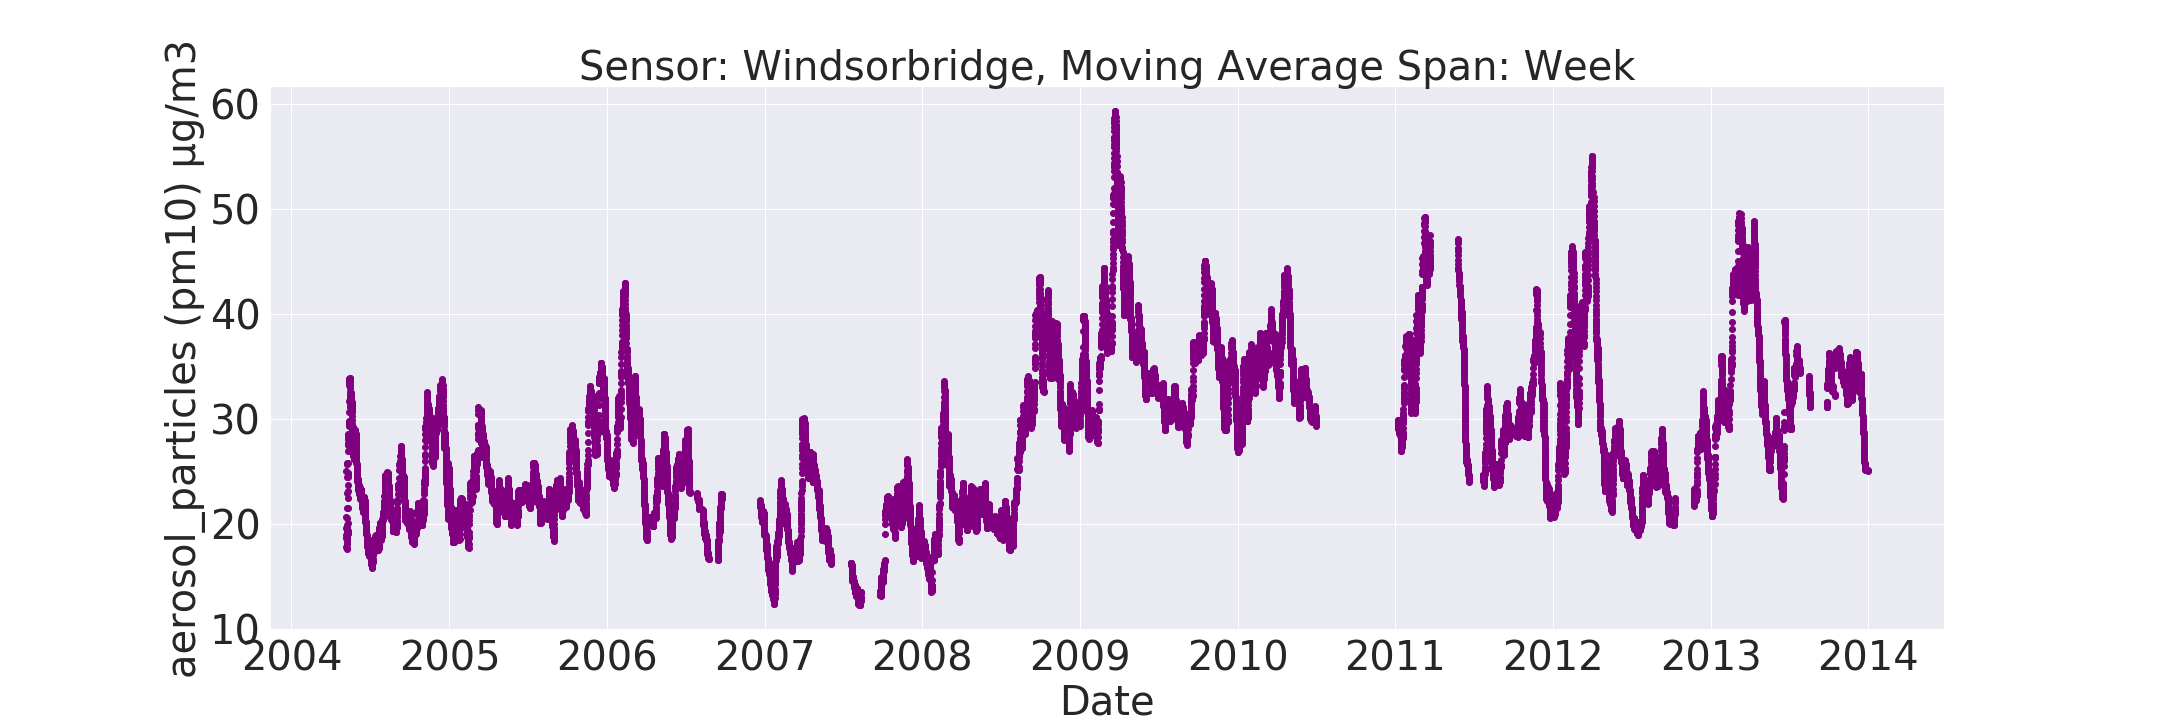 Sensor: Windsorbridge, Moving Average Span: Week
aerosol_particles (pm10) µg/m3
60
50
40
30
20
10
2004 2005 2006 2007 2008 2009 2010 2011 2012 2013 2014
Date